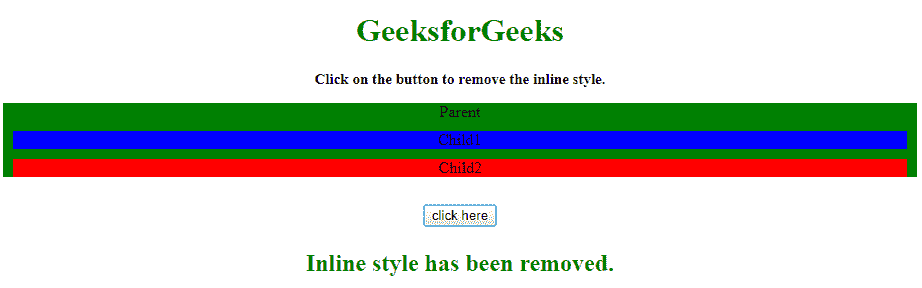 GeeksforGeeks
Click on the button to remove the inline style.
Parent
Child1
Child2
click here
Inline style has been removed.